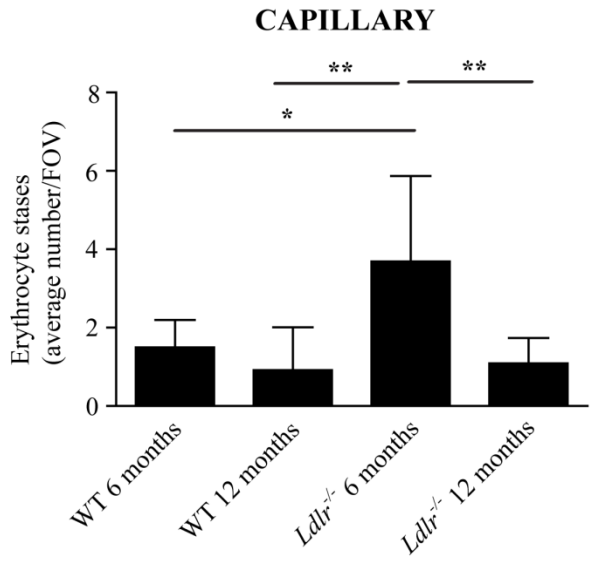 CAPILLARY
** **
*
8
6
4
2
0
Erythrocyte stases
(average number/FOV)
WT 6 months
WT 12 months
Ldlr-/- 6 months
Ldlr-/- 12 months